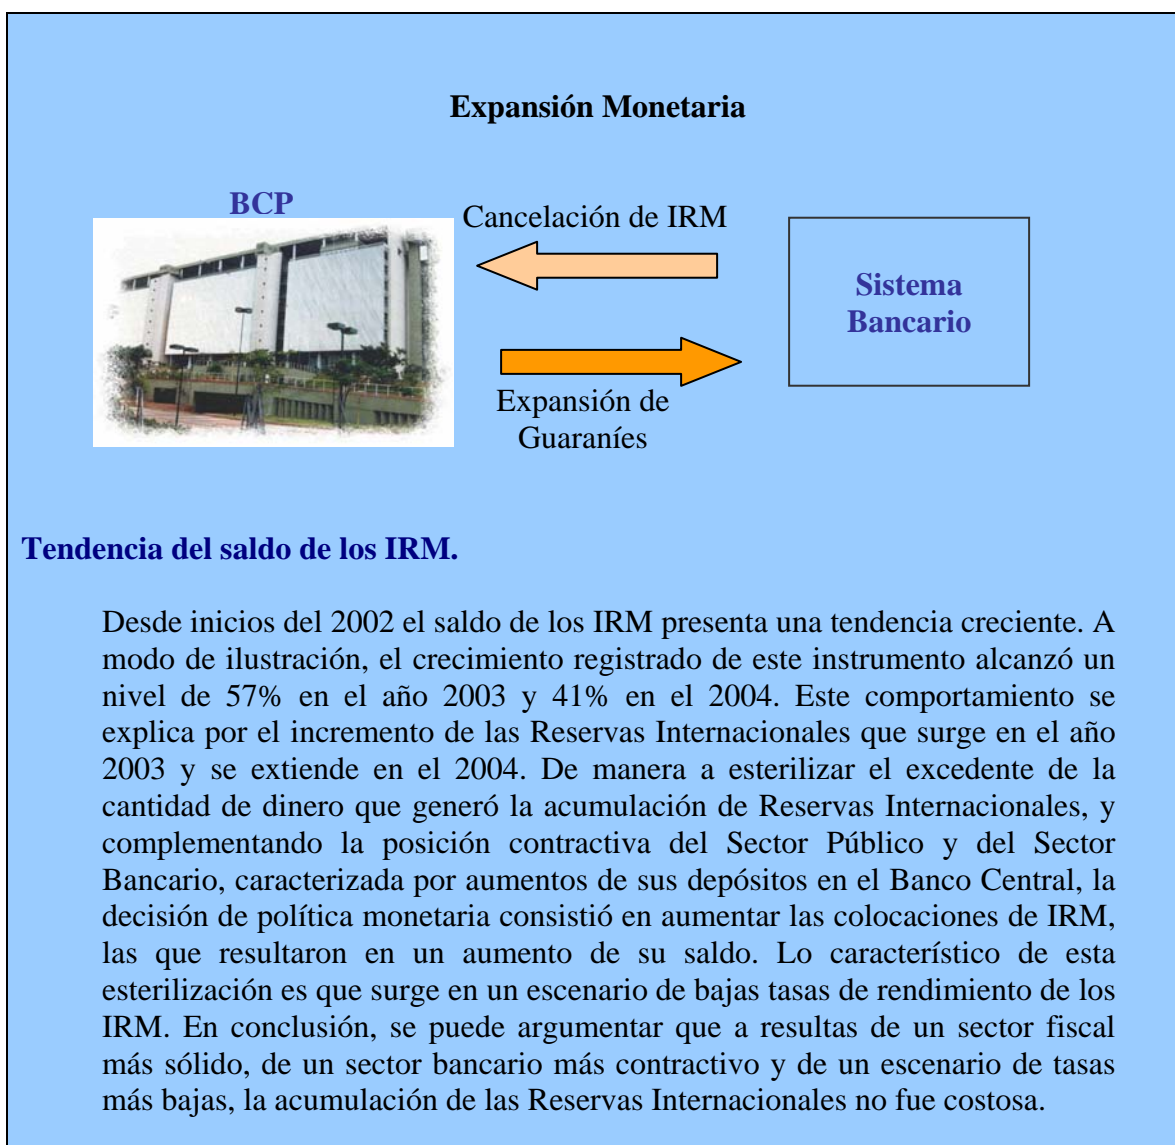 Expansión Monetaria
BCP
Cancelación de IRM
Sistema
Bancario
Expansión de
Guaraníes
Tendencia del saldo de los IRM.
Desde inicios del 2002 el saldo de los IRM presenta una tendencia creciente. A
modo de ilustración, el crecimiento registrado de este instrumento alcanzó un
nivel de 57% en el año 2003 y 41% en el 2004. Este comportamiento se
explica por el incremento de las Reservas Internacionales que surge en el año
2003 y se extiende en el 2004. De manera a esterilizar el excedente de la
cantidad de dinero que generó la acumulación de Reservas Internacionales, y
complementando la posición contractiva del Sector Público y del Sector
Bancario, caracterizada por aumentos de sus depósitos en el Banco Central, la
decisión de política monetaria consistió en aumentar las colocaciones de IRM,
las que resultaron en un aumento de su saldo. Lo característico de esta
esterilización es que surge en un escenario de bajas tasas de rendimiento de los
IRM. En conclusión, se puede argumentar que a resultas de un sector fiscal
más sólido, de un sector bancario más contractivo y de un escenario de tasas
más bajas, la acumulación de las Reservas Internacionales no fue costosa.